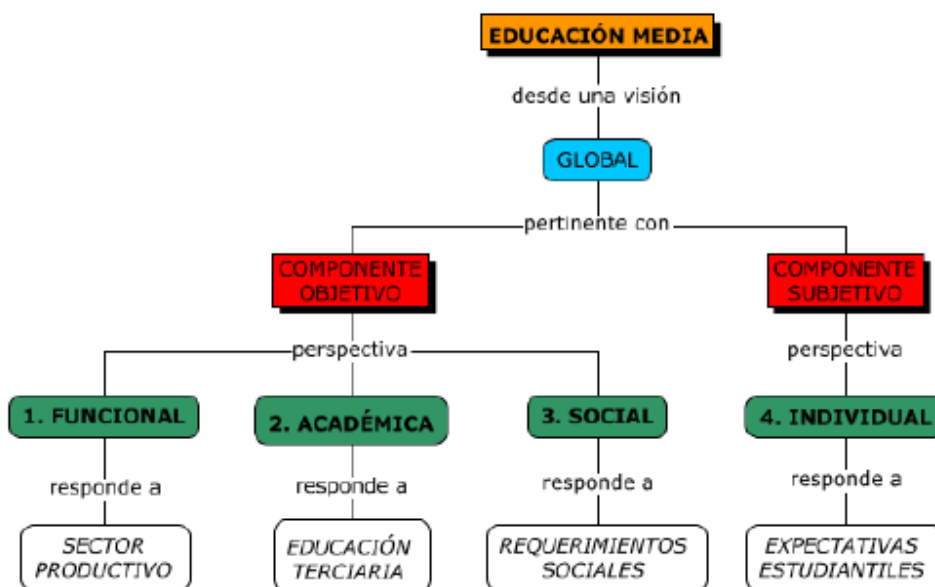 EDUCACIÓN MEDIA
desde una visión
GLOBAL
pertinente con
COMPONENTE
OBJETIVO
COMPONENTE
SUBJETIVO
perspectiva
perspectiva
1. FUNCIONAL
2. ACADÉMICA
3. SOCIAL
4. INDIVIDUAL
responde a
responde a
responde a
responde a
SECTOR
PRODUCTIVO
EDUCACIÓN
TERCIARIA
REQUERIMIENTOS
SOCIALES
EXPECTATIVAS
ESTUDIANTILES